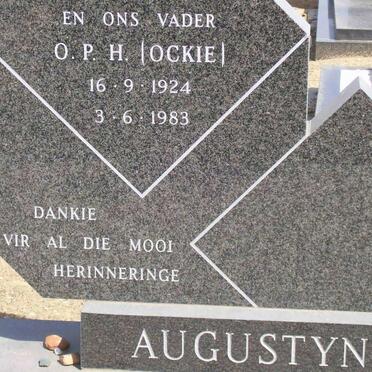 EN ONS VADER
O. P. H. (OCKIE)
16 - 9 - 1924
3 - 6 - 1983
DANKIE
VIR AL DIE MOOI
HERINNERINGE
AUGUSTYN